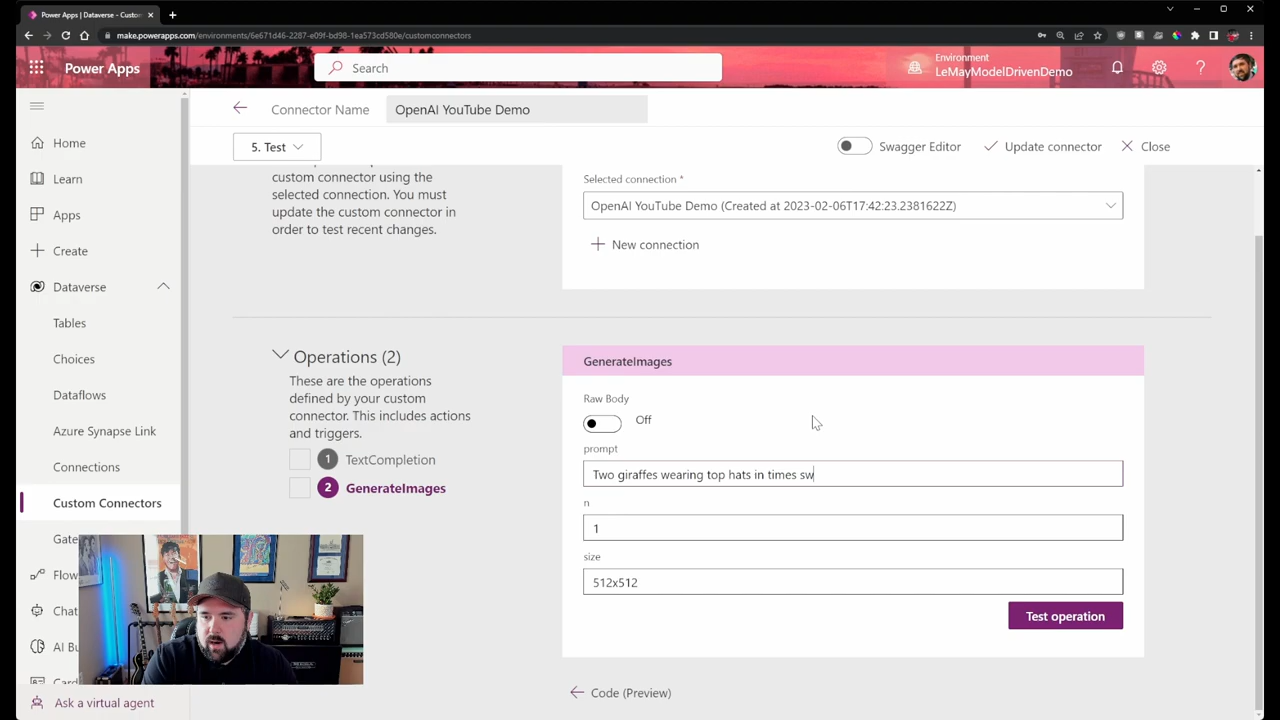 Power Apps | Dataverse - Custo
make.powerapps.com/environments/6e671d46-2287-e09f-bd98-1ea573cd580e/customconnectors
Power Apps
Search
Environment
LeMayModelDrivenDemo
Connector Name
OpenAI YouTube Demo
5. Test
Swagger Editor
Update connector
Close
Home
Learn
Apps
Create
Dataverse
Tables
Choices
Dataflows
Azure Synapse Link
Connections
Custom Connectors
Gate
Flow
Chat
AI Bu
Ask a virtual agent
custom connector using the
selected connection. You must
update the custom connector in
order to test recent changes.
Selected connection *
OpenAI YouTube Demo (Created at 2023-02-06T17:42:23.2381622Z)
New connection
Operations (2)
These are the operations
defined by your custom
connector. This includes actions
and triggers.
1 TextCompletion
2 GenerateImages
GenerateImages
Raw Body
Off
prompt
Two giraffes wearing top hats in times sw
n
1
size
512x512
Test operation
Code (Preview)